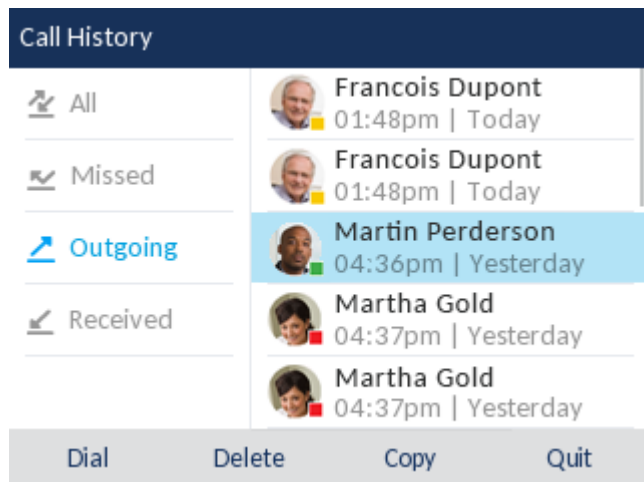 Call History
All
Missed
Outgoing
Received
Francois Dupont
01:48pm | Today
Francois Dupont
01:48pm | Today
Martin Perderson
04:36pm | Yesterday
Martha Gold
04:37pm | Yesterday
Martha Gold
04:37pm | Yesterday
Dial Delete Copy Quit